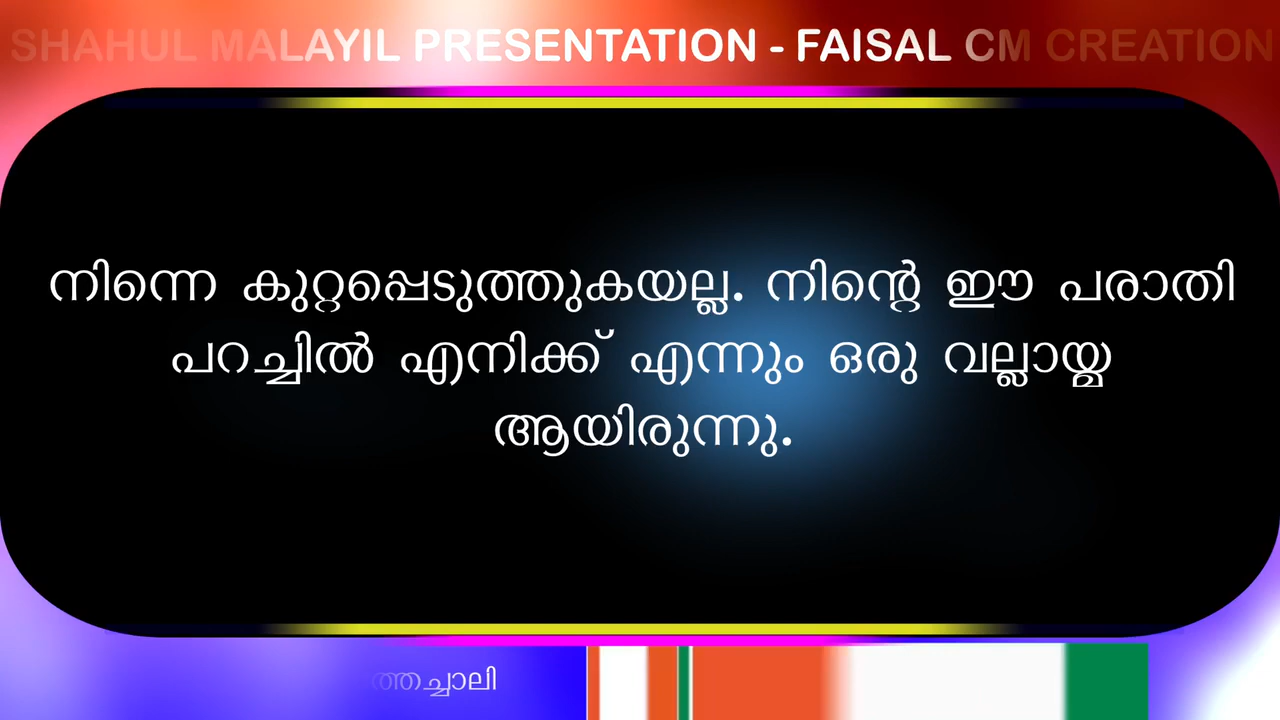 SHAHUL MALAYIL PRESENTATION - FAISAL CM CREATION
നിന്നെ കുറ്റപ്പെടുത്തുകയല്ല. നിന്റെ ഈ പരാതി
പറച്ചിൽ എനിക്ക് എന്നും ഒരു വല്ലായ്മ
ആയിരുന്നു.
ത്തച്ചാലി